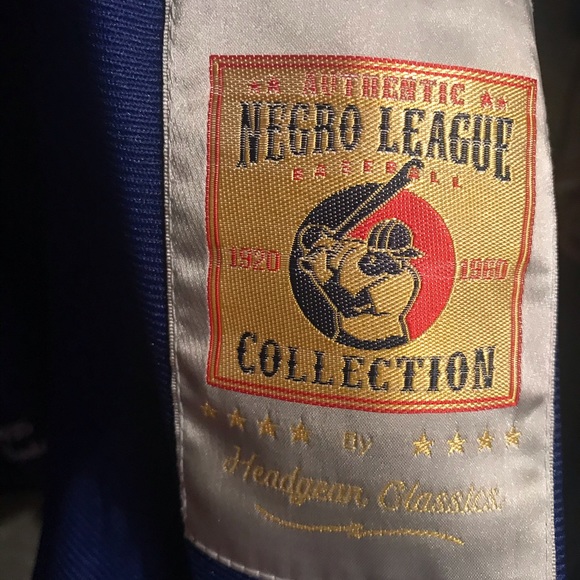 AUTHENTIC
NEGRO LEAGUE
BASEBALL
1920 1960
COLLECTION
By
Headgear Classics